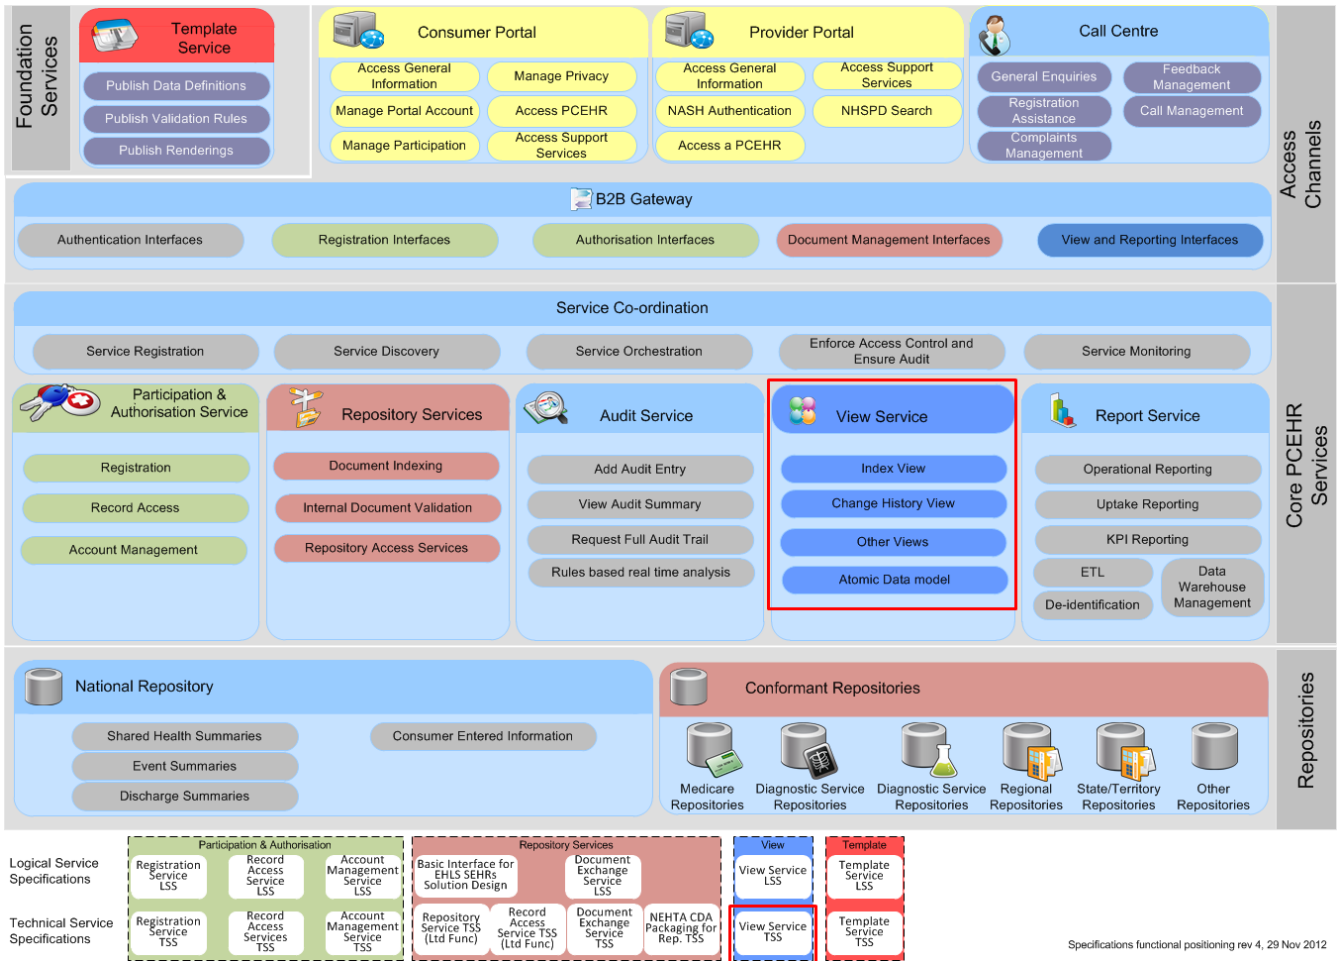 Foundation
Services
Template
Service
Publish Data Definitions
Publish Validation Rules
Publish Renderings
Consumer Portal
Access General
Information
Manage Privacy
Manage Portal Account
Access PCEHR
Manage Participation
Access Support
Services
Provider Portal
Access General
Information
Access Support
Services
NASH Authentication
NHSPD Search
Access a PCEHR
Call Centre
General Enquiries
Feedback
Management
Registration
Assistance
Call Management
Complaints
Management
Access
Channels
B2B Gateway
Authentication Interfaces
Registration Interfaces
Authorisation Interfaces
Document Management Interfaces
View and Reporting Interfaces
Service Co-ordination
Service Registration
Service Discovery
Service Orchestration
Enforce Access Control and
Ensure Audit
Service Monitoring
Participation &
Authorisation Service
Registration
Record Access
Account Management
Repository Services
Document Indexing
Internal Document Validation
Repository Access Services
Audit Service
Add Audit Entry
View Audit Summary
Request Full Audit Trail
Rules based real time analysis
View Service
Index View
Change History View
Other Views
Atomic Data model
Report Service
Operational Reporting
Uptake Reporting
KPI Reporting
ETL
De-identification
Data
Warehouse
Management
Core PCEHR
Services
National Repository
Shared Health Summaries
Consumer Entered Information
Event Summaries
Discharge Summaries
Conformant Repositories
Medicare
Repositories
Diagnostic Service
Repositories
Diagnostic Service
Repositories
Regional
Repositories
State/Territory
Repositories
Other
Repositories
Repositories
Logical Service
Specifications
Technical Service
Specifications
Participation & Authorisation
Registration
Service
LSS
Record
Access
Service
LSS
Account
Management
Service
LSS
Registration
Service
TSS
Record
Access
Services
TSS
Account
Management
Service
TSS
Repository Services
Basic Interface for
EHLS SEHRs
Solution Design
Document
Exchange
Service
LSS
Repository
Service TSS
(Ltd Func)
Record
Access
Service TSS
(Ltd Func)
Document
Exchange
Service
TSS
NEHTA CDA
Packaging for
Rep. TSS
View
View Service
LSS
View Service
TSS
Template
Template
Service
LSS
Template
Service
TSS
Specifications functional positioning rev 4, 29 Nov 2012